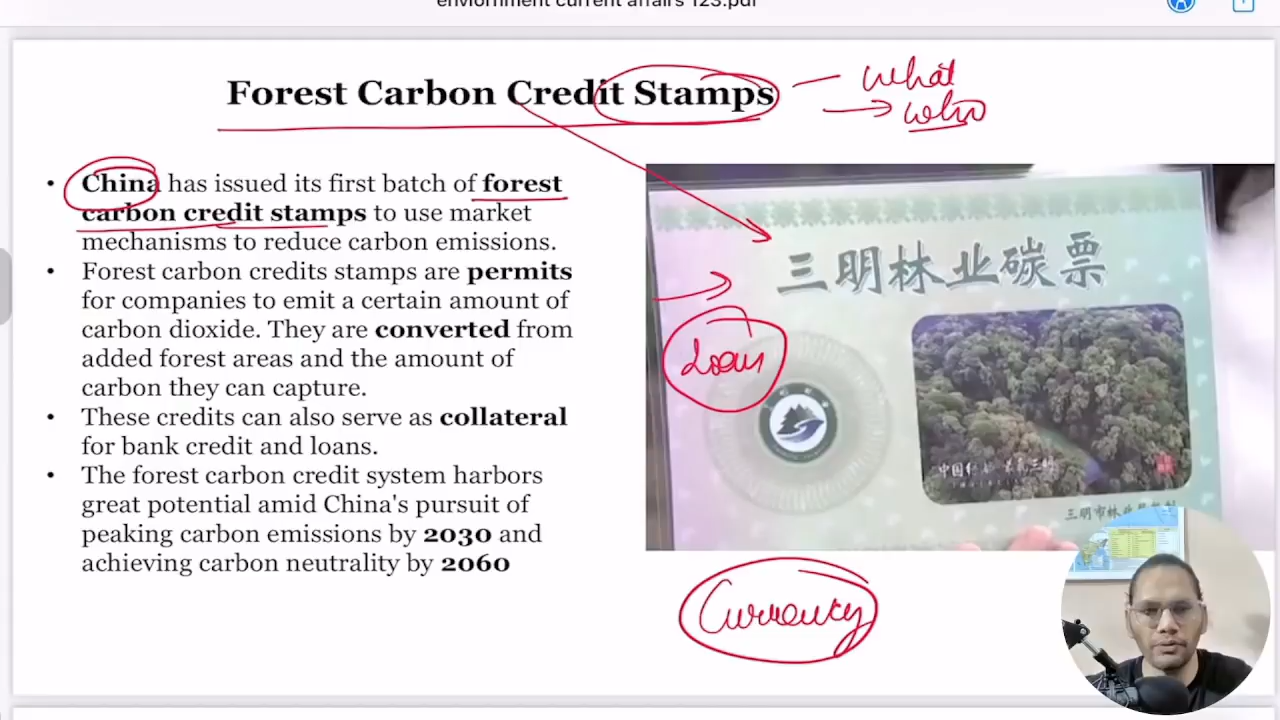 enviornment current affairs 123.pdf
Forest Carbon Credit Stamps
what
who
• China has issued its first batch of forest
carbon credit stamps to use market
mechanisms to reduce carbon emissions.
• Forest carbon credits stamps are permits
for companies to emit a certain amount of
carbon dioxide. They are converted from
added forest areas and the amount of
carbon they can capture.
• These credits can also serve as collateral
for bank credit and loans.
• The forest carbon credit system harbors
great potential amid China's pursuit of
peaking carbon emissions by 2030 and
achieving carbon neutrality by 2060
三明林业碳票
Loan
Currency